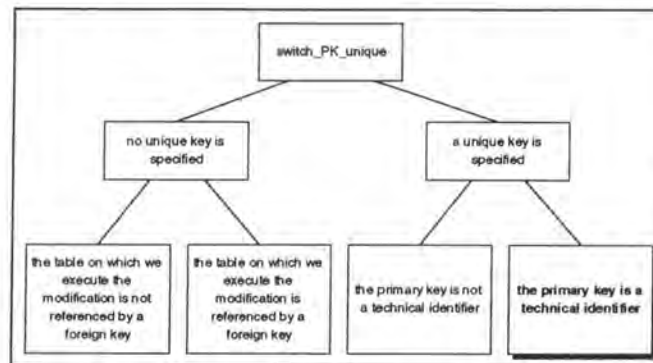 switch_PK_unique
no unique key is
specified
a unique key is
specified
the table on which we
execute the
modification is not
referenced by a
foreign key
the table on which we
execute the
modification is
referenced by a
foreign key
the primary key is not
a technical identifier
the primary key is a
technical identifier